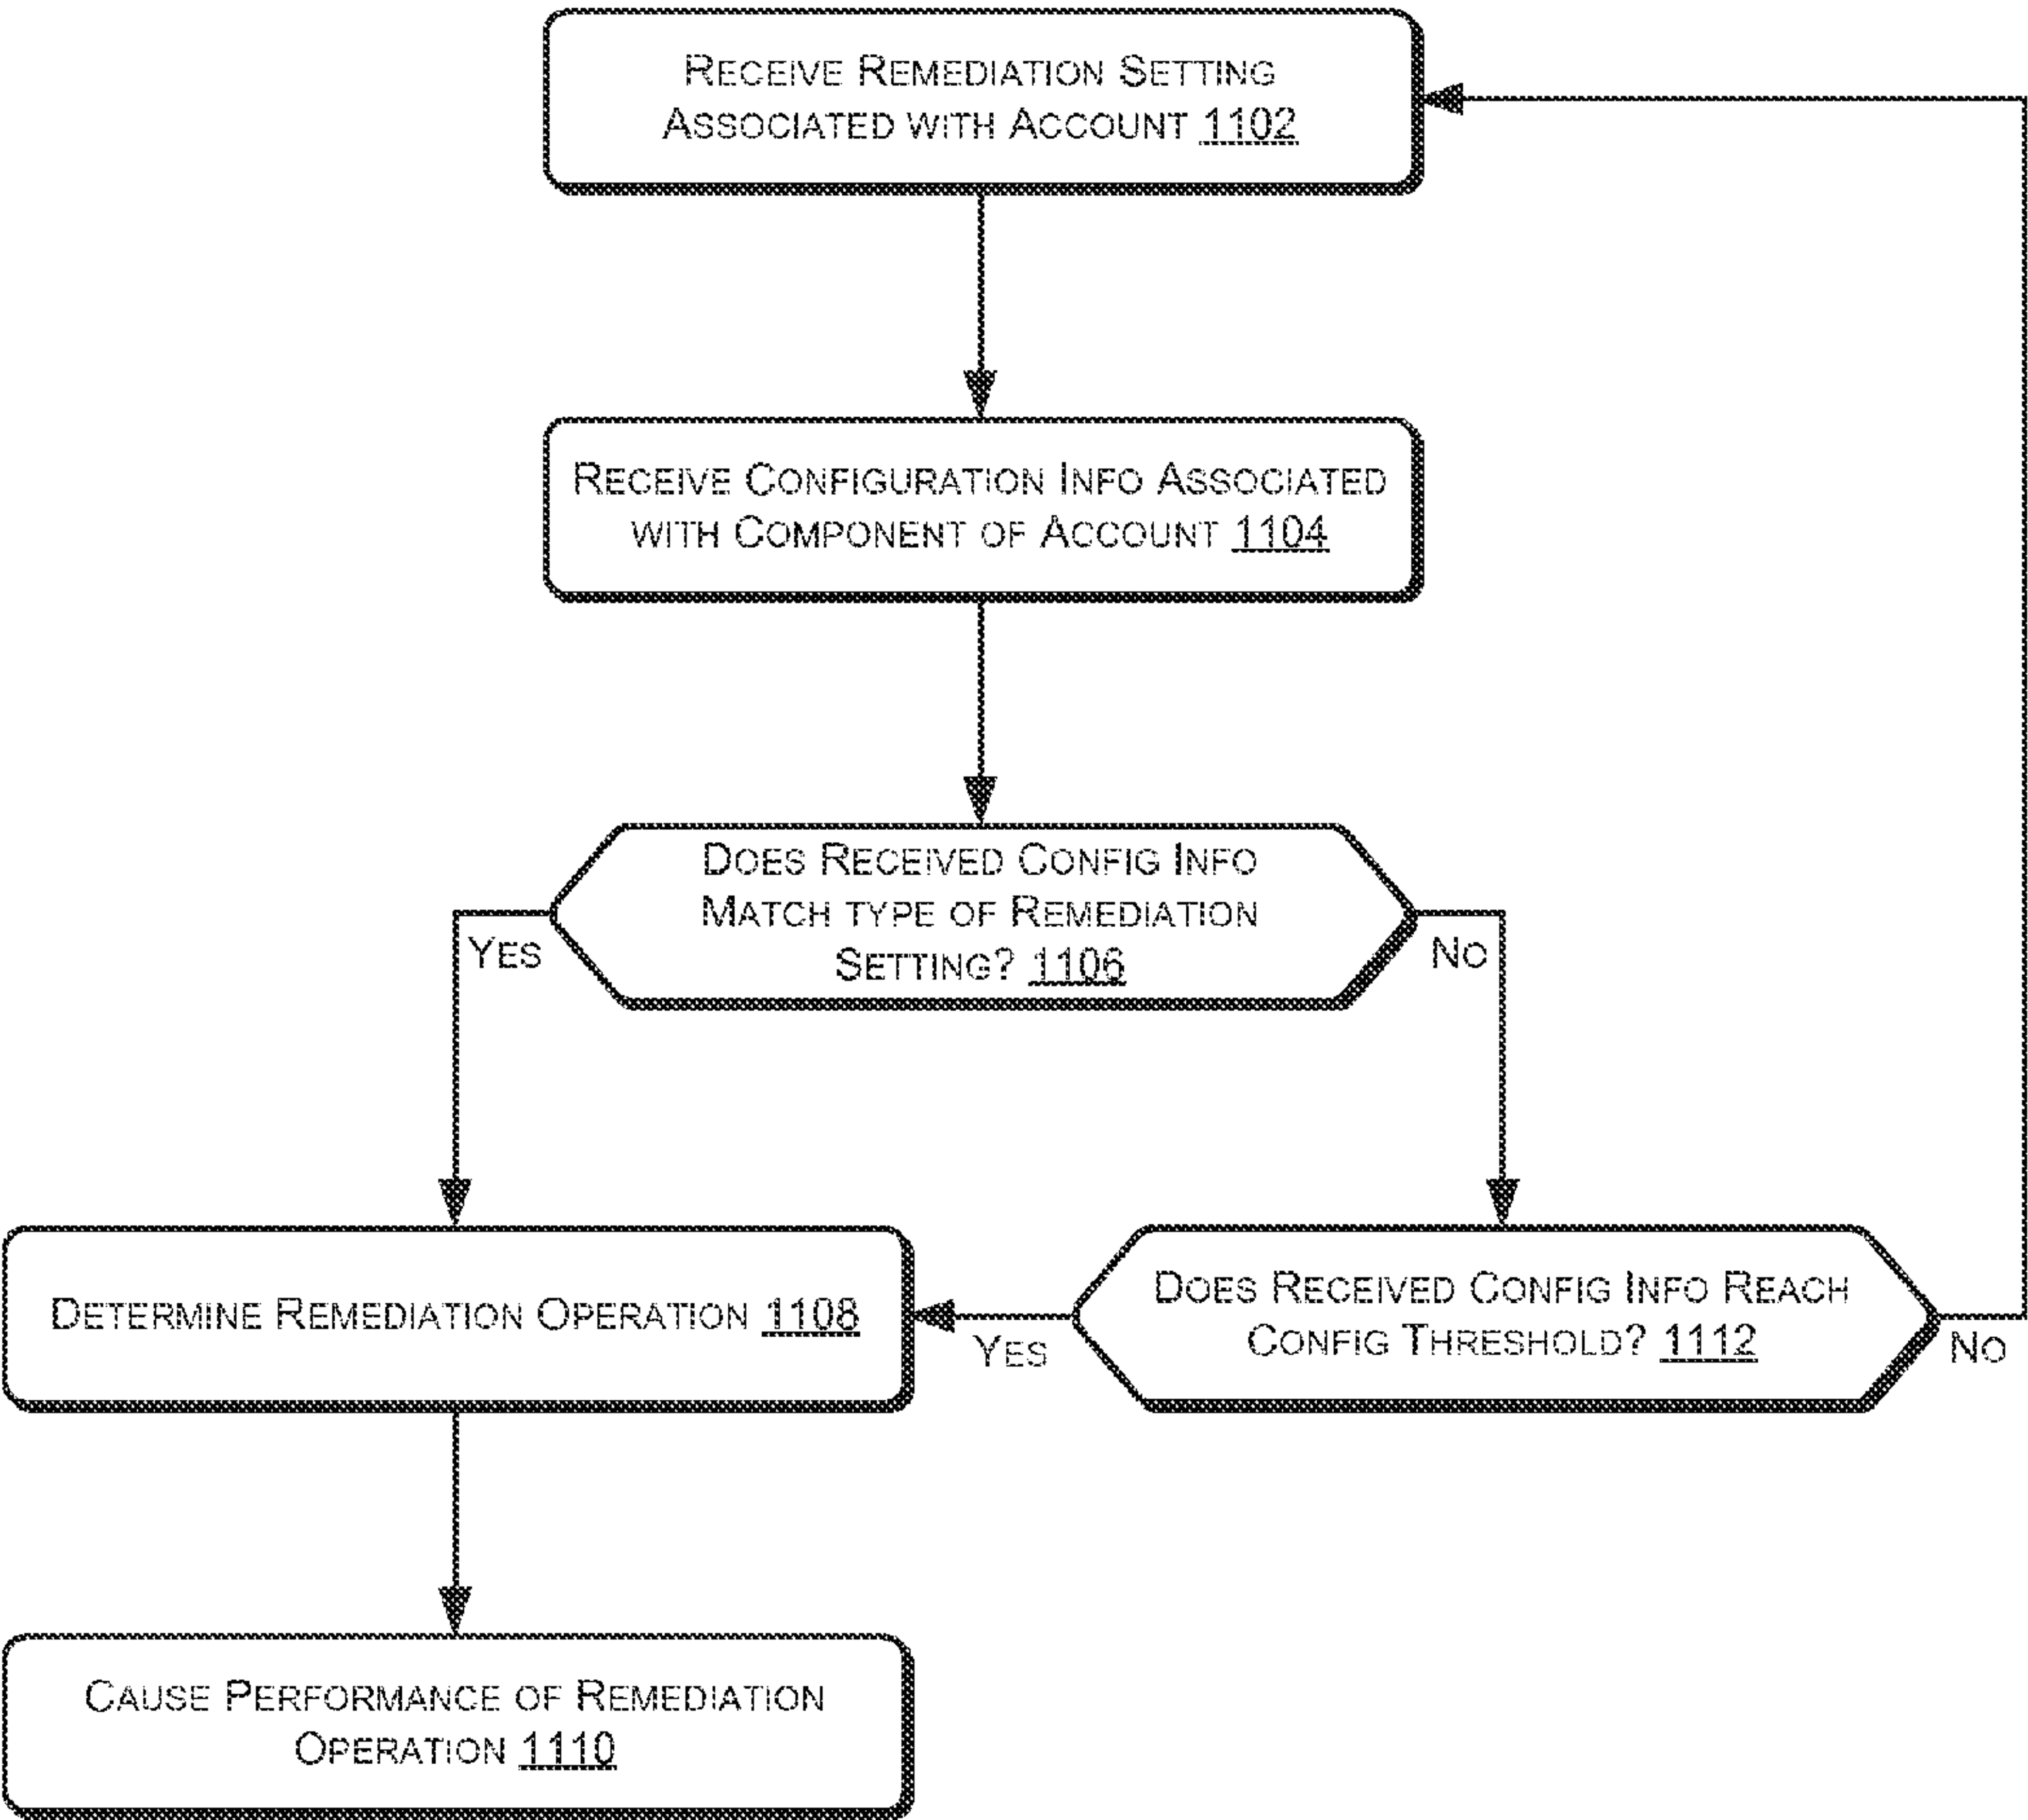 Receive Remediation Setting
Associated with Account 1102
Receive Configuration Info Associated
with Component of Account 1104
Does Received Config Info
Match type of Remediation
Setting? 1106
Yes
No
Determine Remediation Operation 1108
Yes
Does Received Config Info Reach
Config Threshold? 1112
No
Cause Performance of Remediation
Operation 1110